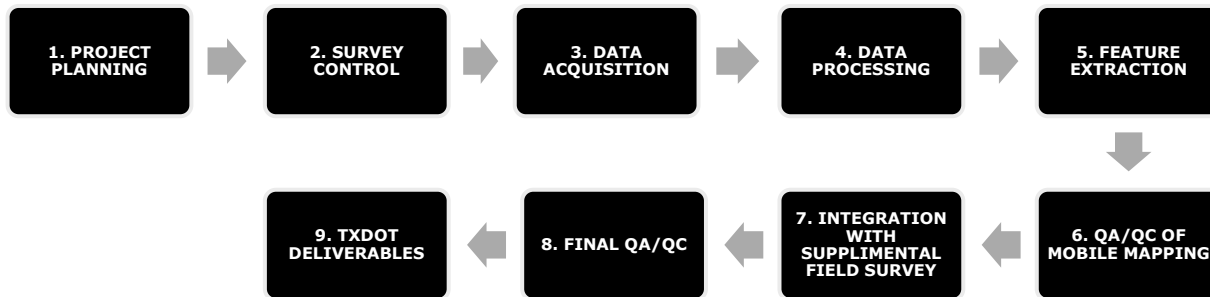 1. PROJECT
PLANNING
2. SURVEY
CONTROL
3. DATA
ACQUISITION
4. DATA
PROCESSING
5. FEATURE
EXTRACTION
6. QA/QC OF
MOBILE MAPPING
7. INTEGRATION
WITH
SUPPLIMENTAL
FIELD SURVEY
8. FINAL QA/QC
9. TXDOT
DELIVERABLES